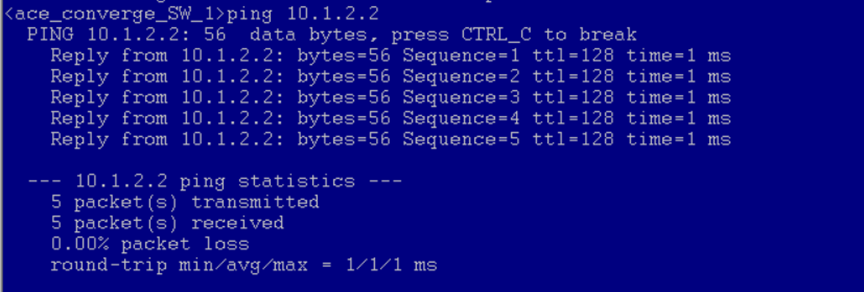 <ace_converge_SW_1>ping 10.1.2.2
PING 10.1.2.2: 56  data bytes, press CTRL_C to break
Reply from 10.1.2.2: bytes=56 Sequence=1 ttl=128 time=1 ms
Reply from 10.1.2.2: bytes=56 Sequence=2 ttl=128 time=1 ms
Reply from 10.1.2.2: bytes=56 Sequence=3 ttl=128 time=1 ms
Reply from 10.1.2.2: bytes=56 Sequence=4 ttl=128 time=1 ms
Reply from 10.1.2.2: bytes=56 Sequence=5 ttl=128 time=1 ms
--- 10.1.2.2 ping statistics ---
5 packet(s) transmitted
5 packet(s) received
0.00% packet loss
round-trip min/avg/max = 1/1/1 ms